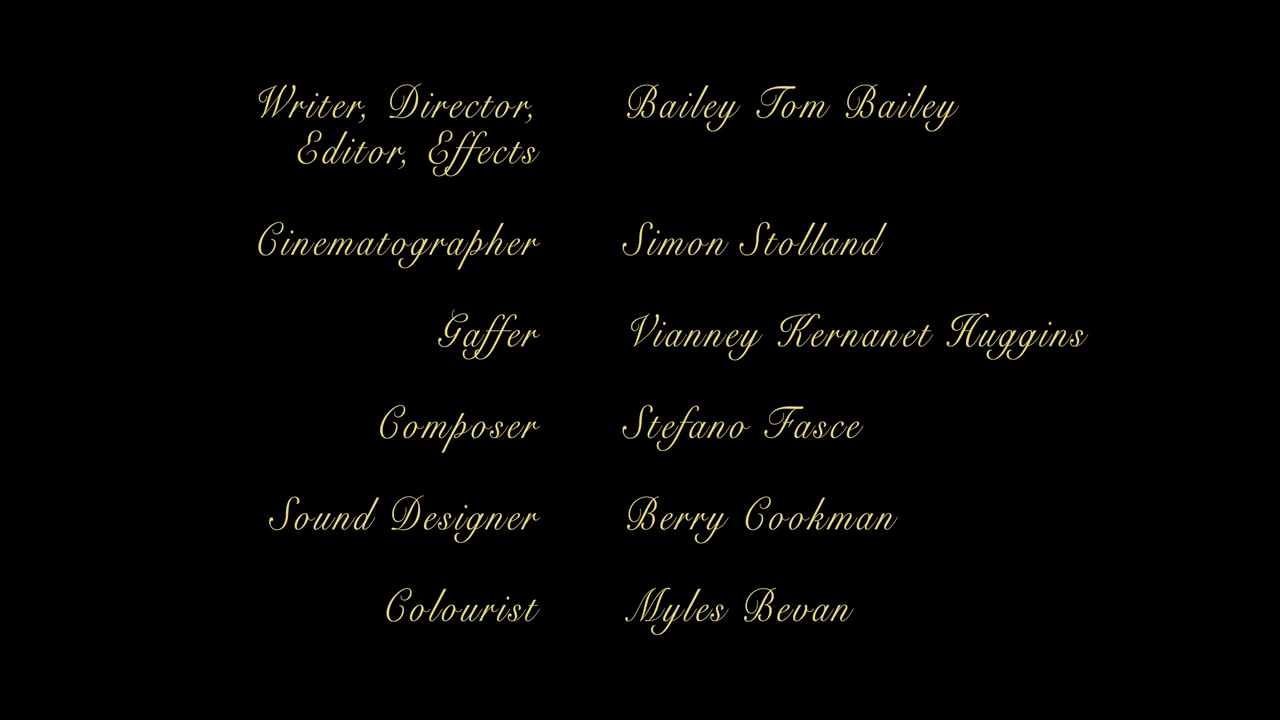 Writer, Director, Bailey Tom Bailey
Editor, Effects
Cinematographer Simon Stolland
Gaffer Vianney Kernanet Huggins
Composer Stefano Fasce
Sound Designer Berry Cookman
Colourist Myles Bevan